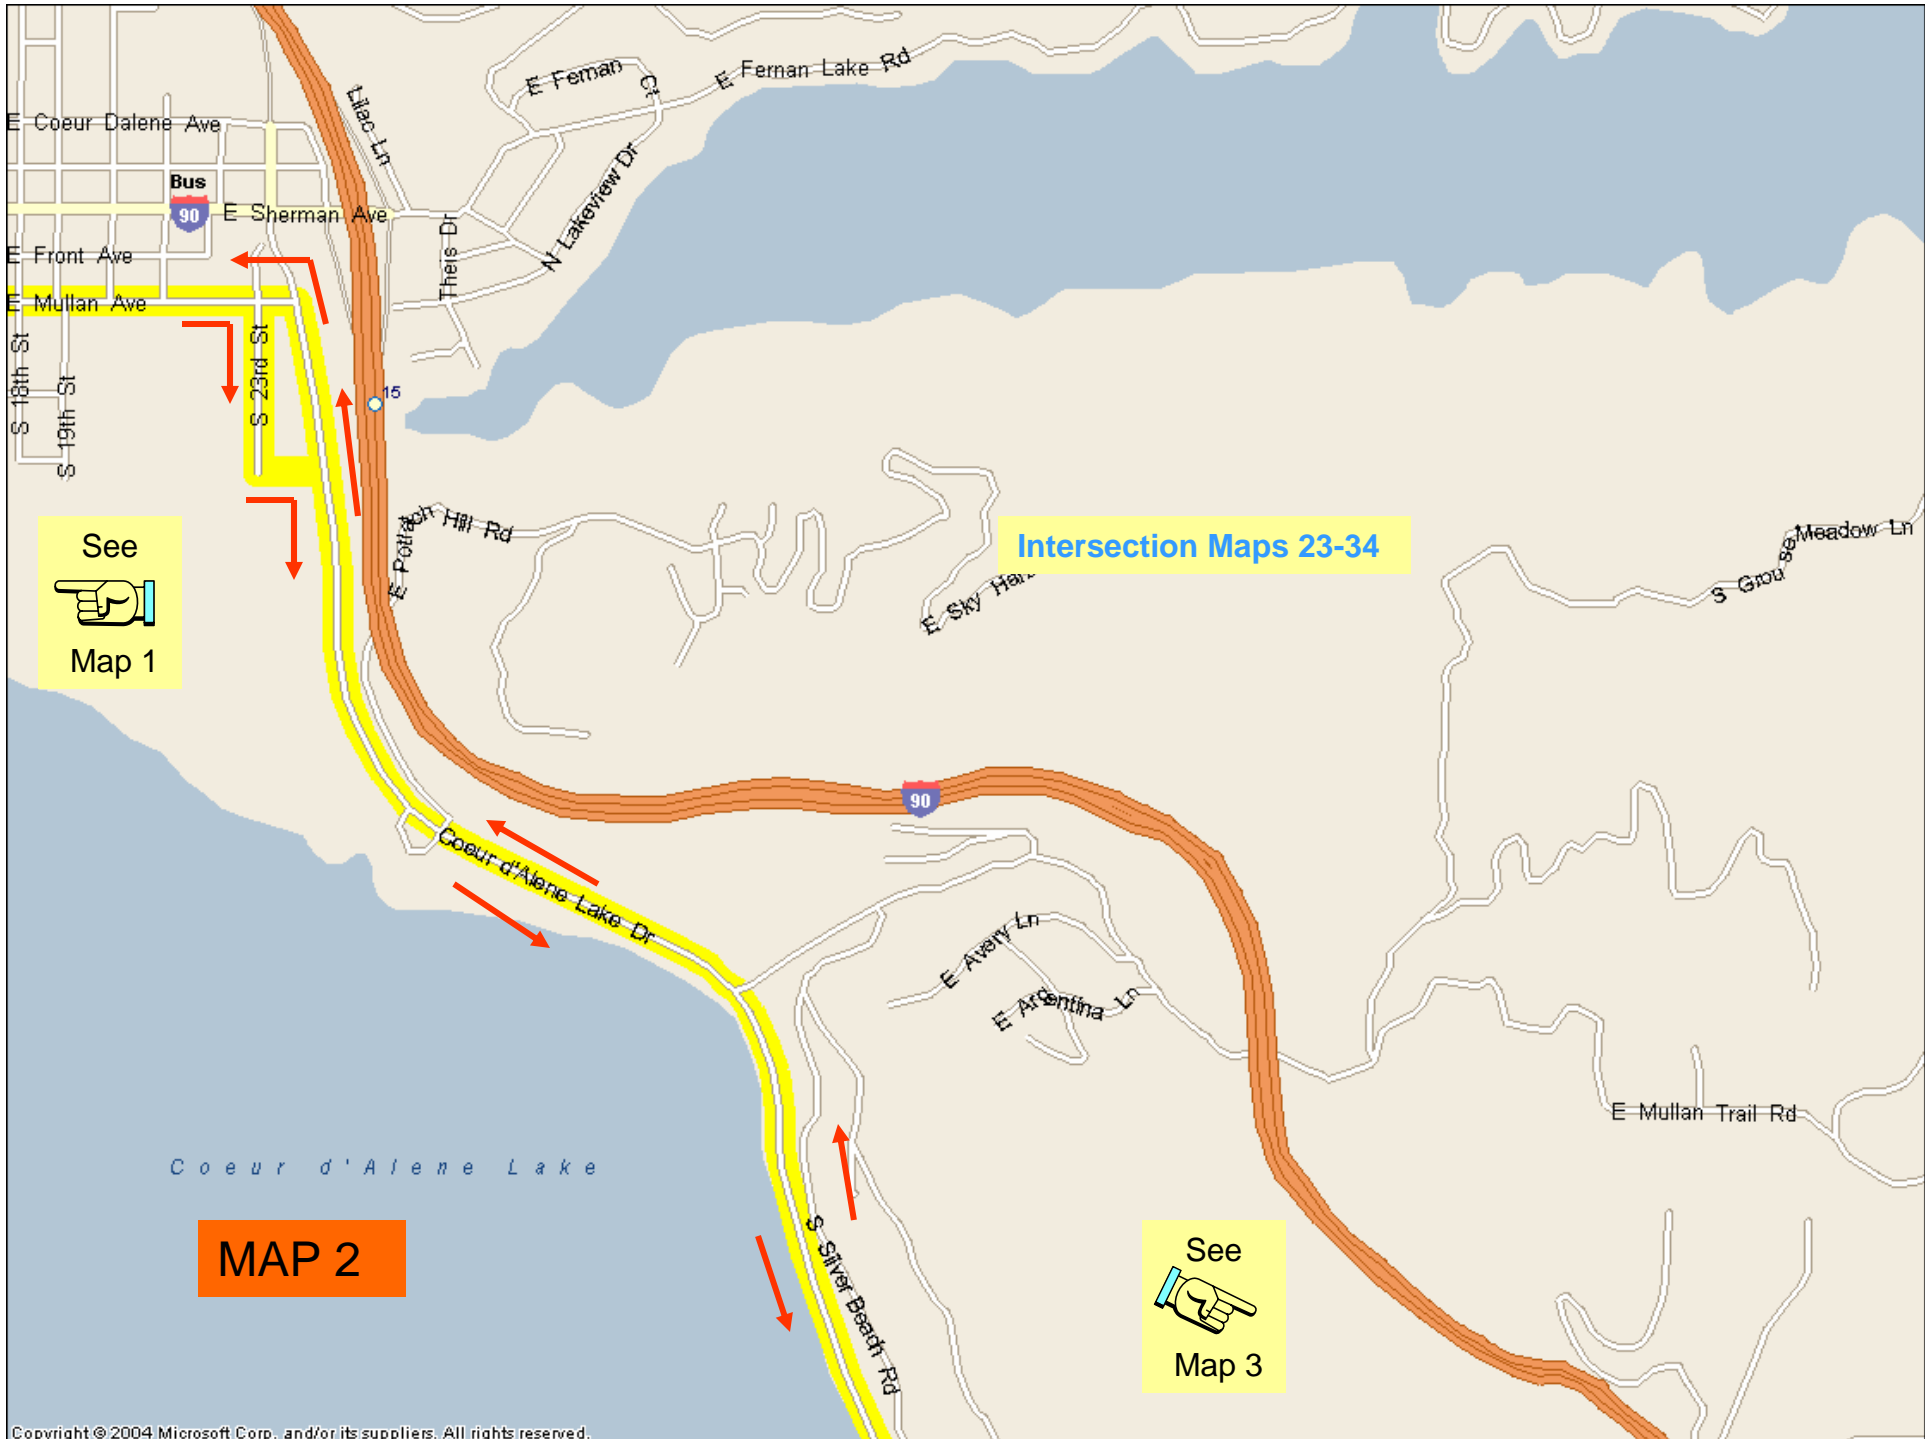 E Fernan Ct
E Fernan Lake Rd
Lilac Ln
E Coeur Dalene Ave
N Lakeview Dr
Bus
90
E Sherman Ave
Theis Dr
E Front Ave
E Mullan Ave
S 18th St
S 19th St
S 23rd St
15
E Potlatch Hill Rd
See
Map 1
Intersection Maps 23-34
E Sky Har
S Grouse Meadow Ln
90
Coeur d'Alene Lake Dr
E Avery Ln
E Argentina Ln
E Mullan Trail Rd
Coeur d'Alene Lake
MAP 2
S Silver Beach Rd
See
Map 3
Copyright © 2004 Microsoft Corp. and/or its suppliers. All rights reserved.